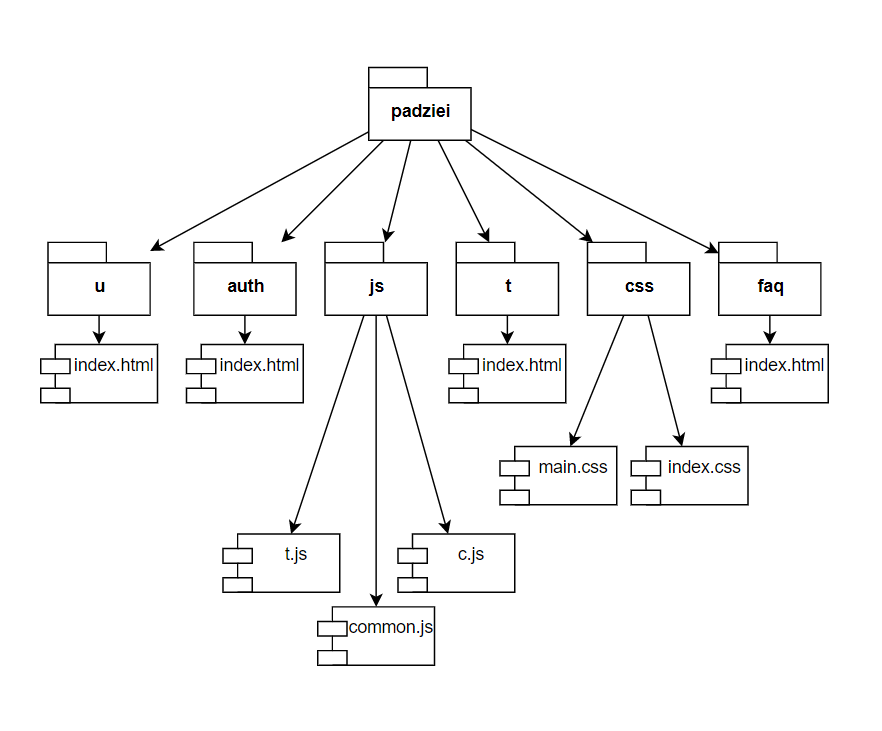 padziei
u
auth
js
t
css
faq
index.html
index.html
index.html
index.html
main.css
index.css
t.js
c.js
common.js